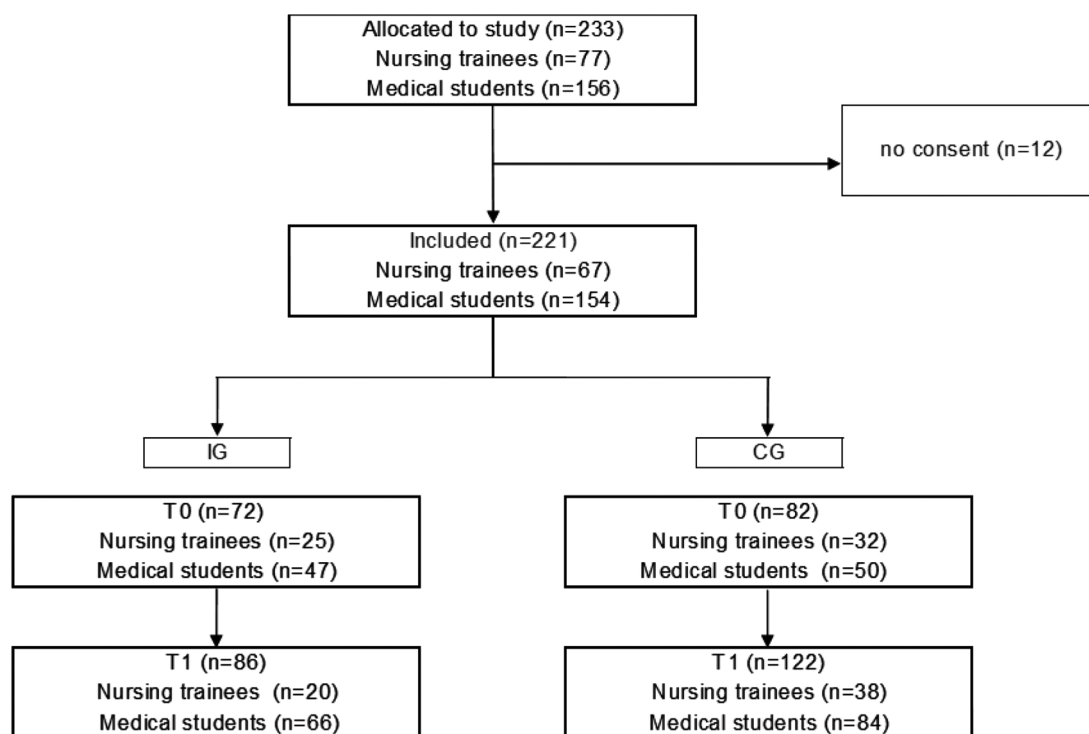 Allocated to study (n=233)
Nursing trainees (n=77)
Medical students (n=156)
no consent (n=12)
Included (n=221)
Nursing trainees (n=67)
Medical students (n=154)
IG
CG
T0 (n=72)
Nursing trainees (n=25)
Medical students (n=47)
T0 (n=82)
Nursing trainees (n=32)
Medical students (n=50)
T1 (n=86)
Nursing trainees (n=20)
Medical students (n=66)
T1 (n=122)
Nursing trainees (n=38)
Medical students (n=84)